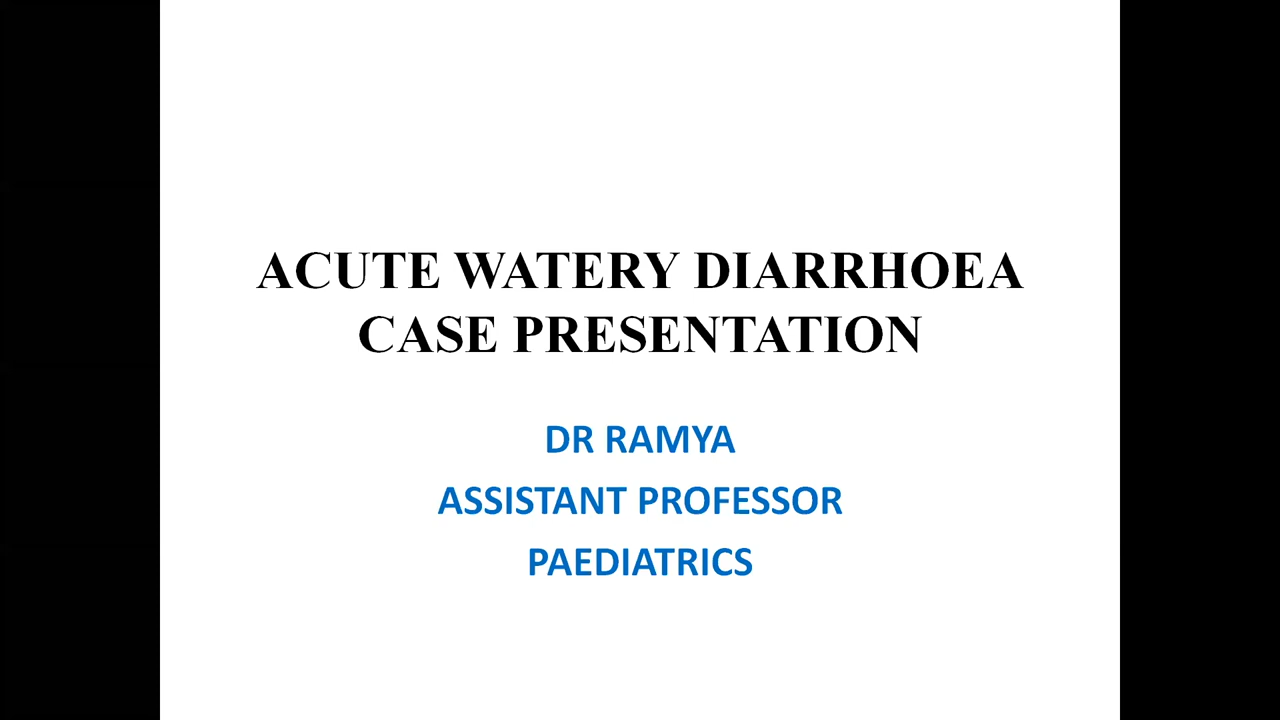 ACUTE WATERY DIARRHOEA
CASE PRESENTATION
DR RAMYA
ASSISTANT PROFESSOR
PAEDIATRICS